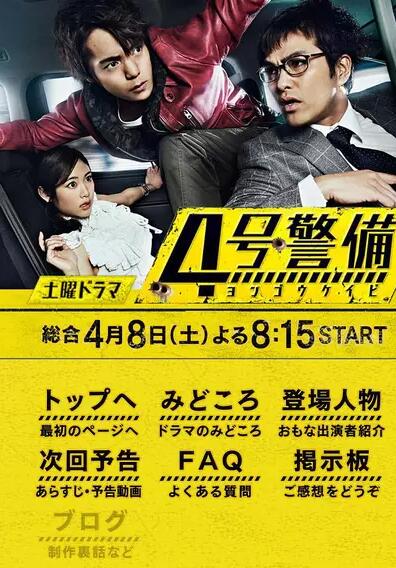 4号警備
ヨンゴウケイビ
土曜ドラマ
総合4月8日(土)よる8:15START
トップへ みどころ 登場人物
最初のページへ ドラマのみどころ おもな出演者紹介
次回予告 FAQ 掲示板
あらすじ・予告動画 よくある質問 ご感想をどうぞ
ブログ
制作裏話など